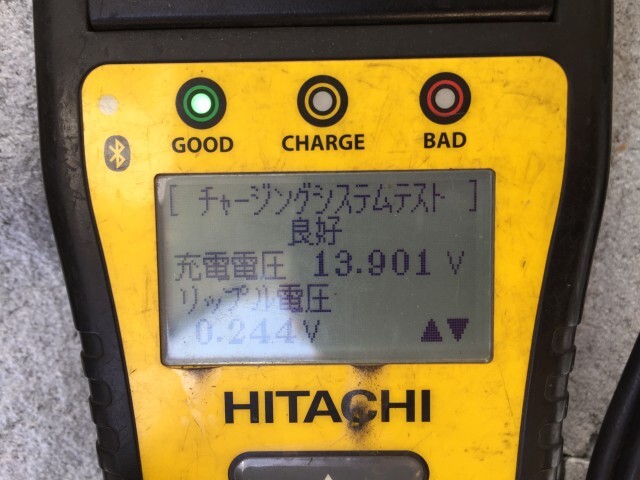 GOOD CHARGE BAD
[ チャージングシステムテスト ]
良好
充電電圧 13.901 V
リップル電圧
0.244V ▲▼
HITACHI